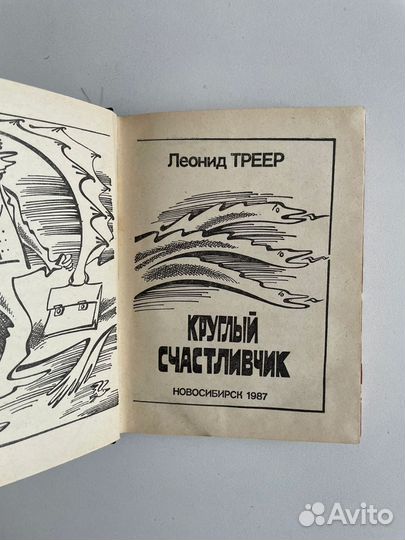 Леонид ТРЕЕР
КРУГЛЫЙ
СЧАСТЛИВЧИК
НОВОСИБИРСК 1987
Avito